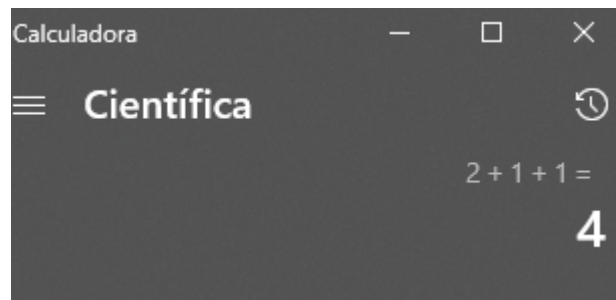 Calculadora
Científica
2 + 1 + 1 =
4